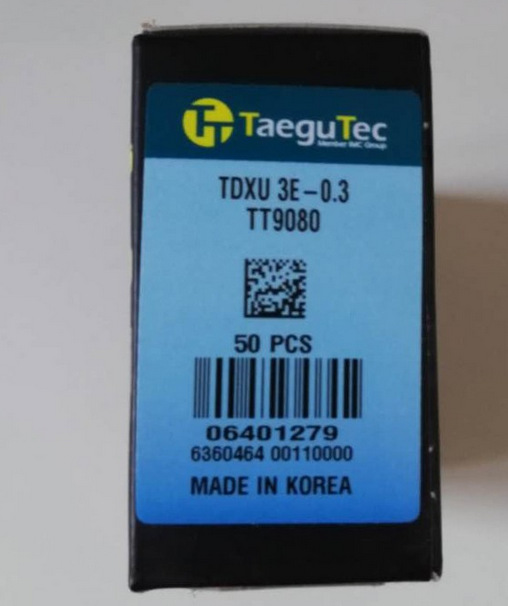 TaeguTec
Member IMC Group
TDXU 3E-0.3
TT9080
50 PCS
06401279
6360464 00110000
MADE IN KOREA